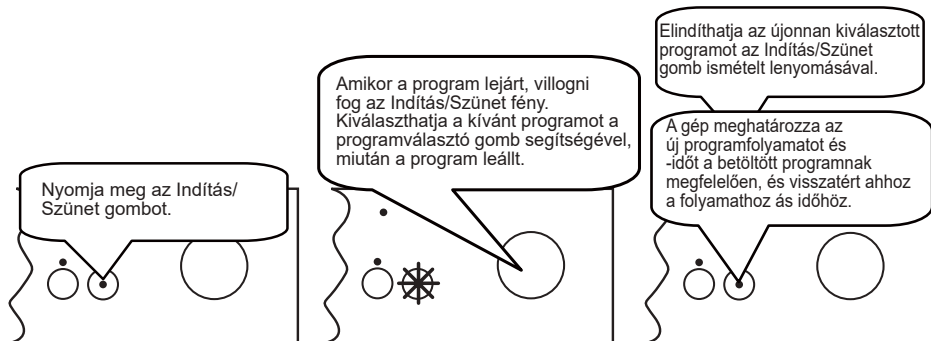 Nyomja meg az Indítás/
Szünet gombot.
Amikor a program lejárt, villogni
fog az Indítás/Szünet fény.
Kiválaszthatja a kívánt programot a
programválasztó gomb segítségével,
miután a program leállt.
Elindíthatja az újonnan kiválasztott
programot az Indítás/Szünet
gomb ismételt lenyomásával.
A gép meghatározza az
új programfolyamatot és
-időt a betöltött programnak
megfelelően, és visszatért ahhoz
a folyamathoz ás időhöz.